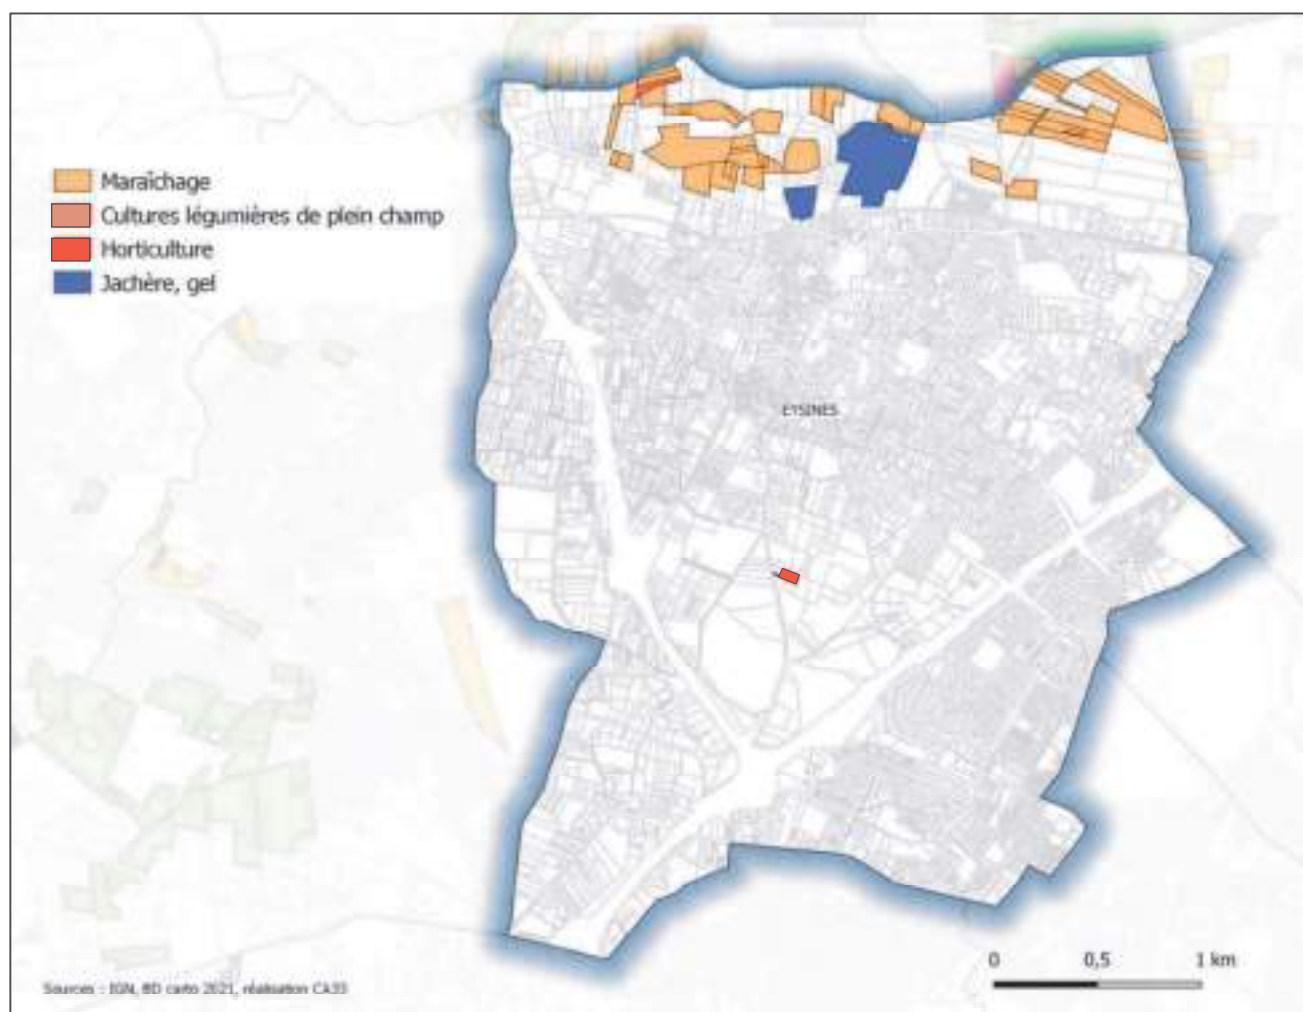 Maraîchage
Cultures légumières de plein champ
Horticulture
Jachère, gel
EYSINES
0 0,5 1 km
Sources : IGN, BD carto 2021, réalisation CA33